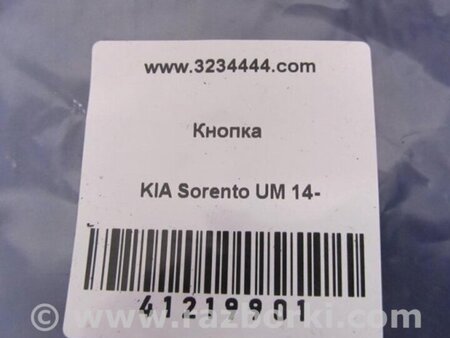 www.3234444.com
Кнопка
KIA Sorento UM 14-
41219901
© www.razborki.com